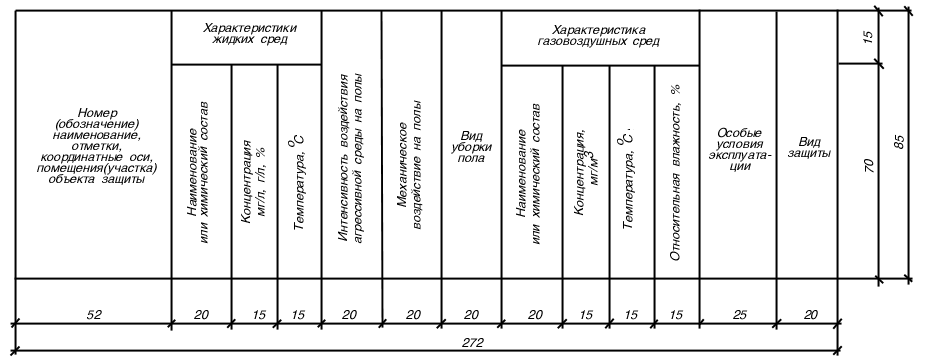 Номер
(обозначение)
наименование,
отметки,
координатные оси,
помещения(участка)
объекта защиты
Характеристики
жидких сред
Наименование
или химический состав
Концентрация
мг/л, г/л, %
Температура, °С
Интенсивность воздействия
агрессивной среды на полы
Механическое
воздействие на полы
Вид
уборки
пола
Характеристика
газовоздушных сред
Наименование
или химический состав
Концентрация,
мг/м³
Температура, °С .
Относительная влажность, %
Особые
условия
эксплуата-
ции
Вид
защиты
15
70
85
52 20 15 15 20 20 20 20 15 15 15 25 20
272